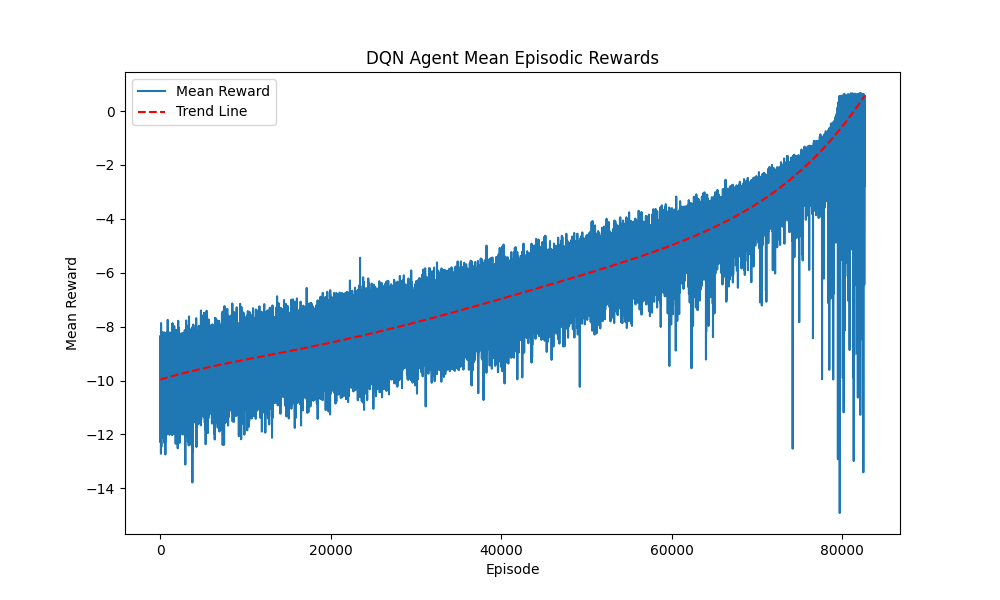 DQN Agent Mean Episodic Rewards
Mean Reward
Trend Line
0
−2
−4
−6
−8
−10
−12
−14
Mean Reward
0
20000
40000
60000
80000
Episode